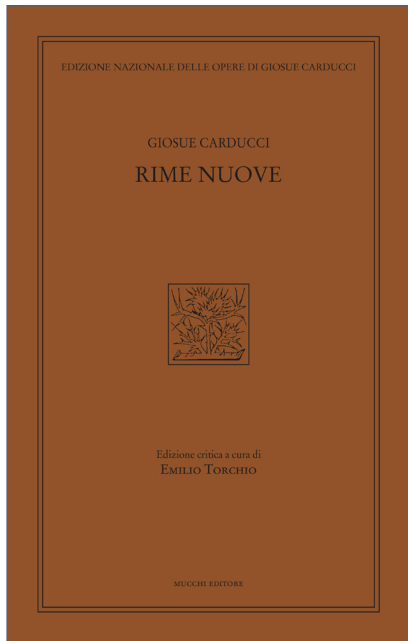 EDIZIONE NAZIONALE DELLE OPERE DI GIOSUE CARDUCCI
GIOSUE CARDUCCI
RIME NUOVE
Edizione critica a cura di
EMILIO TORCHIO
MUCCHI EDITORE